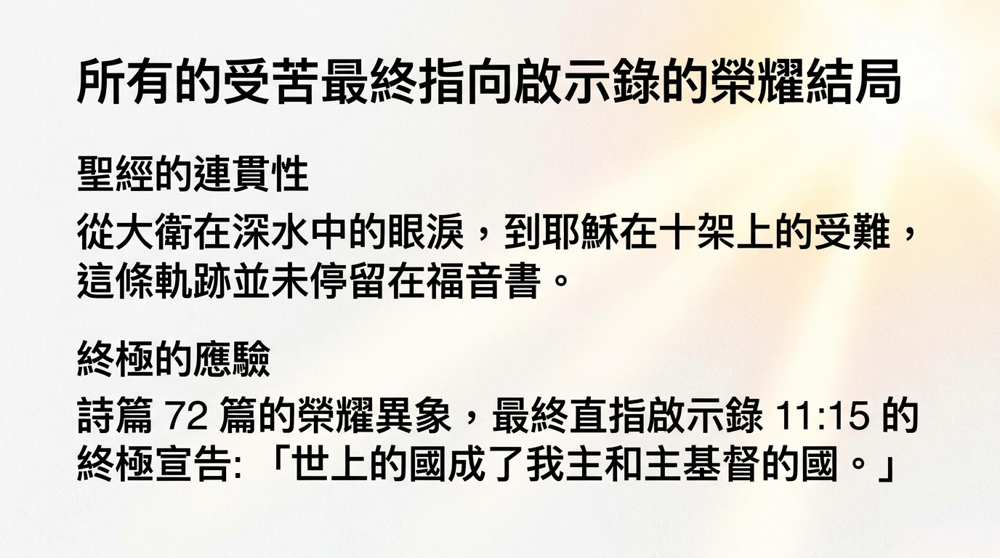 所有的受苦最終指向啟示錄的榮耀結局
聖經的連貫性
從大衛在深水中的眼淚，到耶穌在十架上的受難，
這條軌跡並未停留在福音書。
終極的應驗
詩篇 72 篇的榮耀異象，最終直指啟示錄 11:15 的
終極宣告: 「世上的國成了我主和主基督的國。」